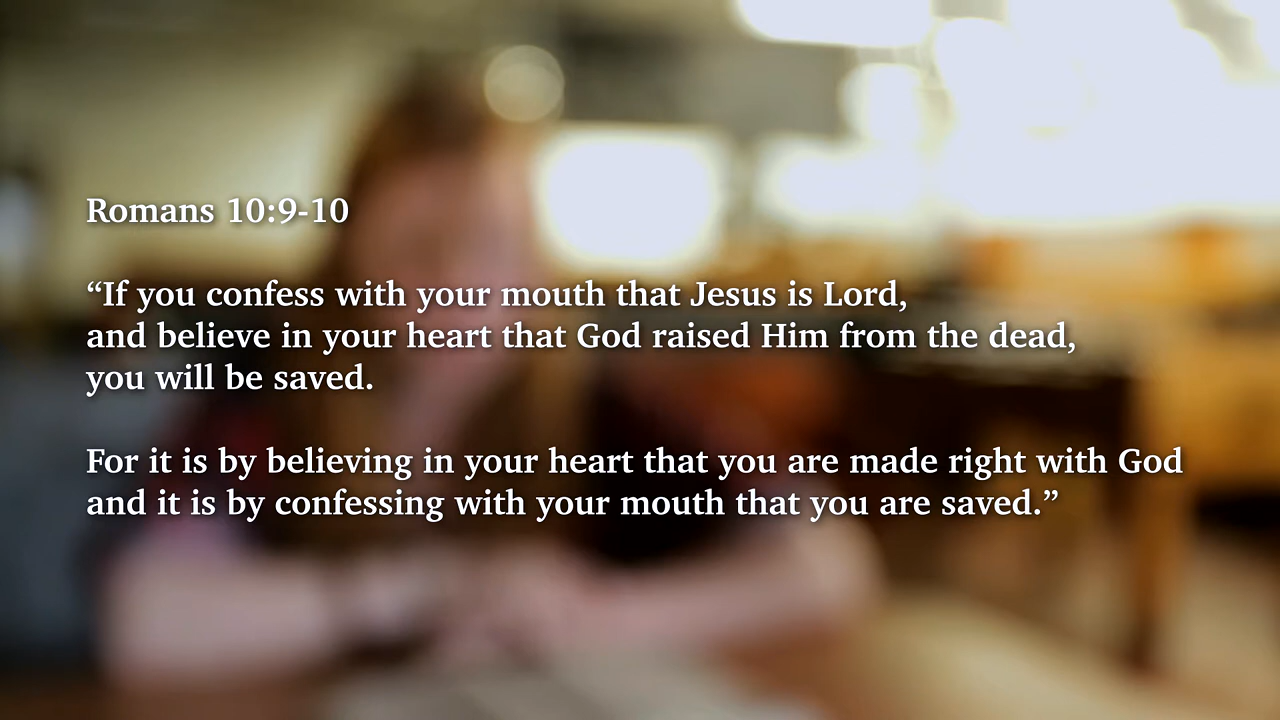 Romans 10:9-10
“If you confess with your mouth that Jesus is Lord,
and believe in your heart that God raised Him from the dead,
you will be saved.
For it is by believing in your heart that you are made right with God
and it is by confessing with your mouth that you are saved.”